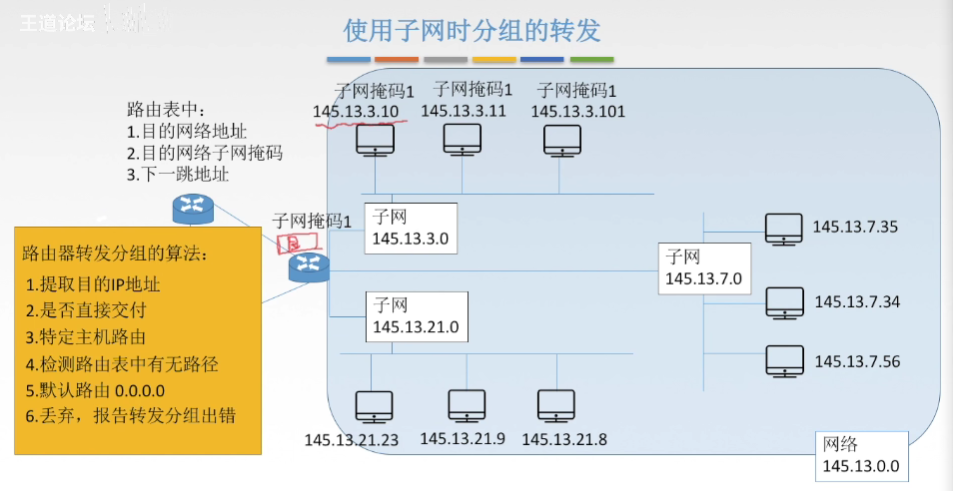 王道论坛
使用子网时分组的转发
路由表中：
1.目的网络地址
2.目的网络子网掩码
3.下一跳地址
子网掩码1
145.13.3.10
子网掩码1
145.13.3.11
子网掩码1
145.13.3.101
子网掩码1
子网
145.13.3.0
路由器转发分组的算法：
1.提取目的IP地址
2.是否直接交付
3.特定主机路由
4.检测路由表中有无路径
5.默认路由 0.0.0.0
6.丢弃，报告转发分组出错
子网
145.13.7.0
145.13.7.35
145.13.7.34
145.13.7.56
子网
145.13.21.0
145.13.21.23
145.13.21.9
145.13.21.8
网络
145.13.0.0